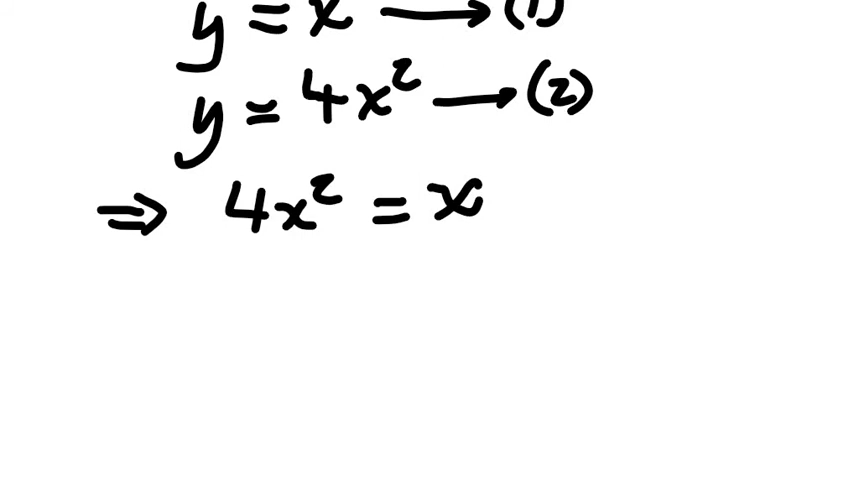 y = x → (1)
y = 4x² → (2)
⇒ 4x² = x